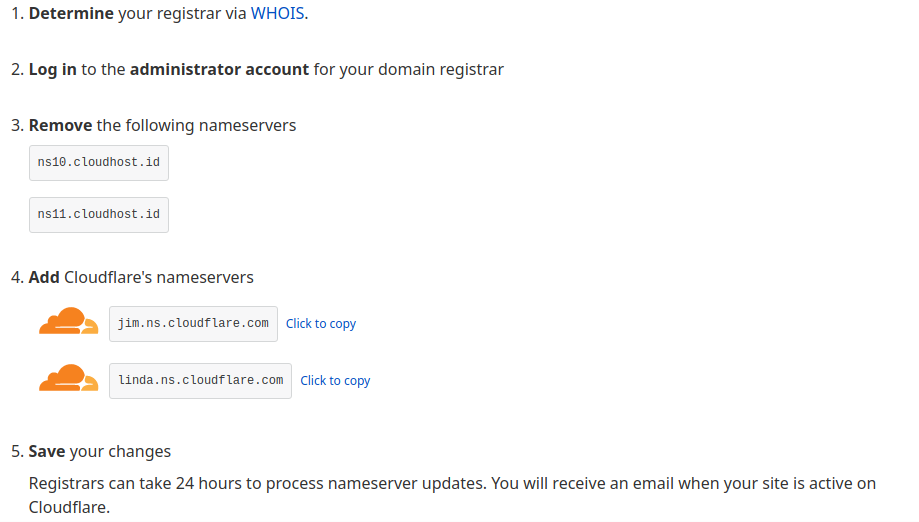 1. Determine your registrar via WHOIS.
2. Log in to the administrator account for your domain registrar
3. Remove the following nameservers
ns10.cloudhost.id
ns11.cloudhost.id
4. Add Cloudflare's nameservers
jim.ns.cloudflare.com Click to copy
linda.ns.cloudflare.com Click to copy
5. Save your changes
Registrars can take 24 hours to process nameserver updates. You will receive an email when your site is active on
Cloudflare.